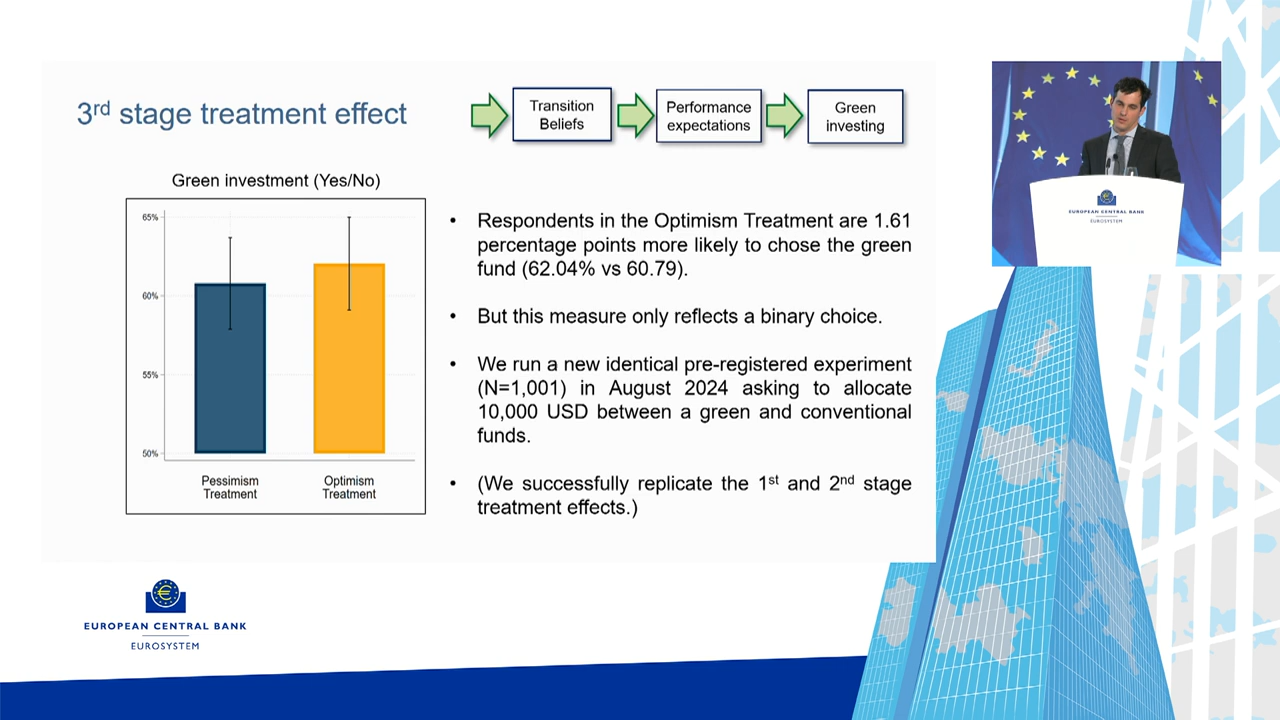 3rd stage treatment effect
Transition
Beliefs
Performance
expectations
Green
investing
Green investment (Yes/No)
65%
60%
55%
50%
Pessimism
Treatment
Optimism
Treatment
• Respondents in the Optimism Treatment are 1.61
percentage points more likely to chose the green
fund (62.04% vs 60.79).
• But this measure only reflects a binary choice.
• We run a new identical pre-registered experiment
(N=1,001) in August 2024 asking to allocate
10,000 USD between a green and conventional
funds.
• (We successfully replicate the 1st and 2nd stage
treatment effects.)
EUROPEAN CENTRAL BANK
EUROSYSTEM
EUROPEAN CENTRAL BANK
EUROSYSTEM